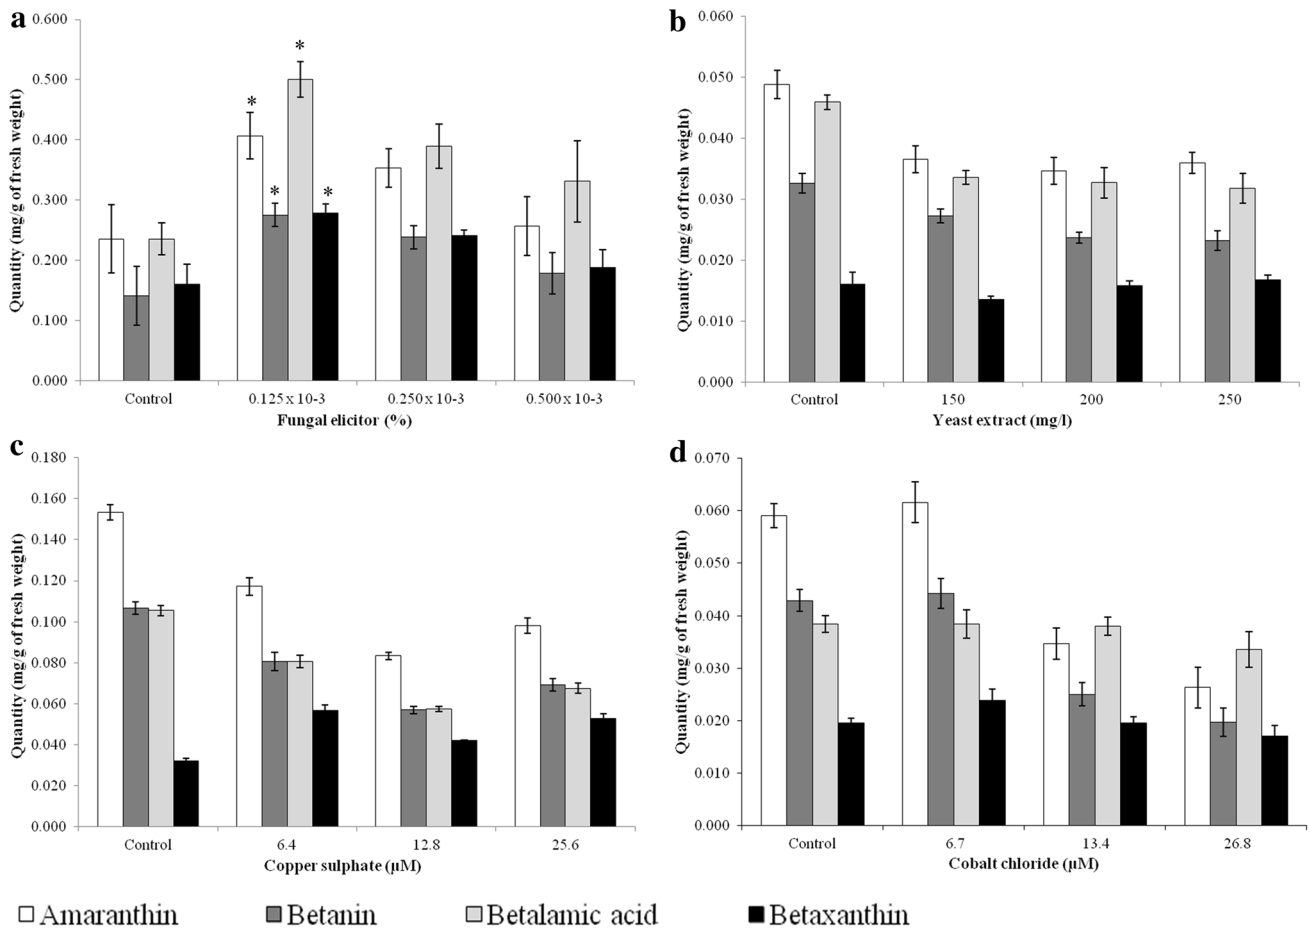 a
0.600
0.500
0.400
0.300
0.200
0.100
0.000
Quantity (mg/g of fresh weight)
* * * *
Control 0.125 x 10-3 0.250 x 10-3 0.500 x 10-3
Fungal elicitor (%)
b
0.060
0.050
0.040
0.030
0.020
0.010
0.000
Quantity (mg/g of fresh weight)
Control 150 200 250
Yeast extract (mg/l)
c
0.180
0.160
0.140
0.120
0.100
0.080
0.060
0.040
0.020
0.000
Quantity (mg/g of fresh weight)
Control 6.4 12.8 25.6
Copper sulphate (µM)
d
0.070
0.060
0.050
0.040
0.030
0.020
0.010
0.000
Quantity (mg/g of fresh weight)
Control 6.7 13.4 26.8
Cobalt chloride (µM)
Amaranthin Betanin Betalamic acid Betaxanthin